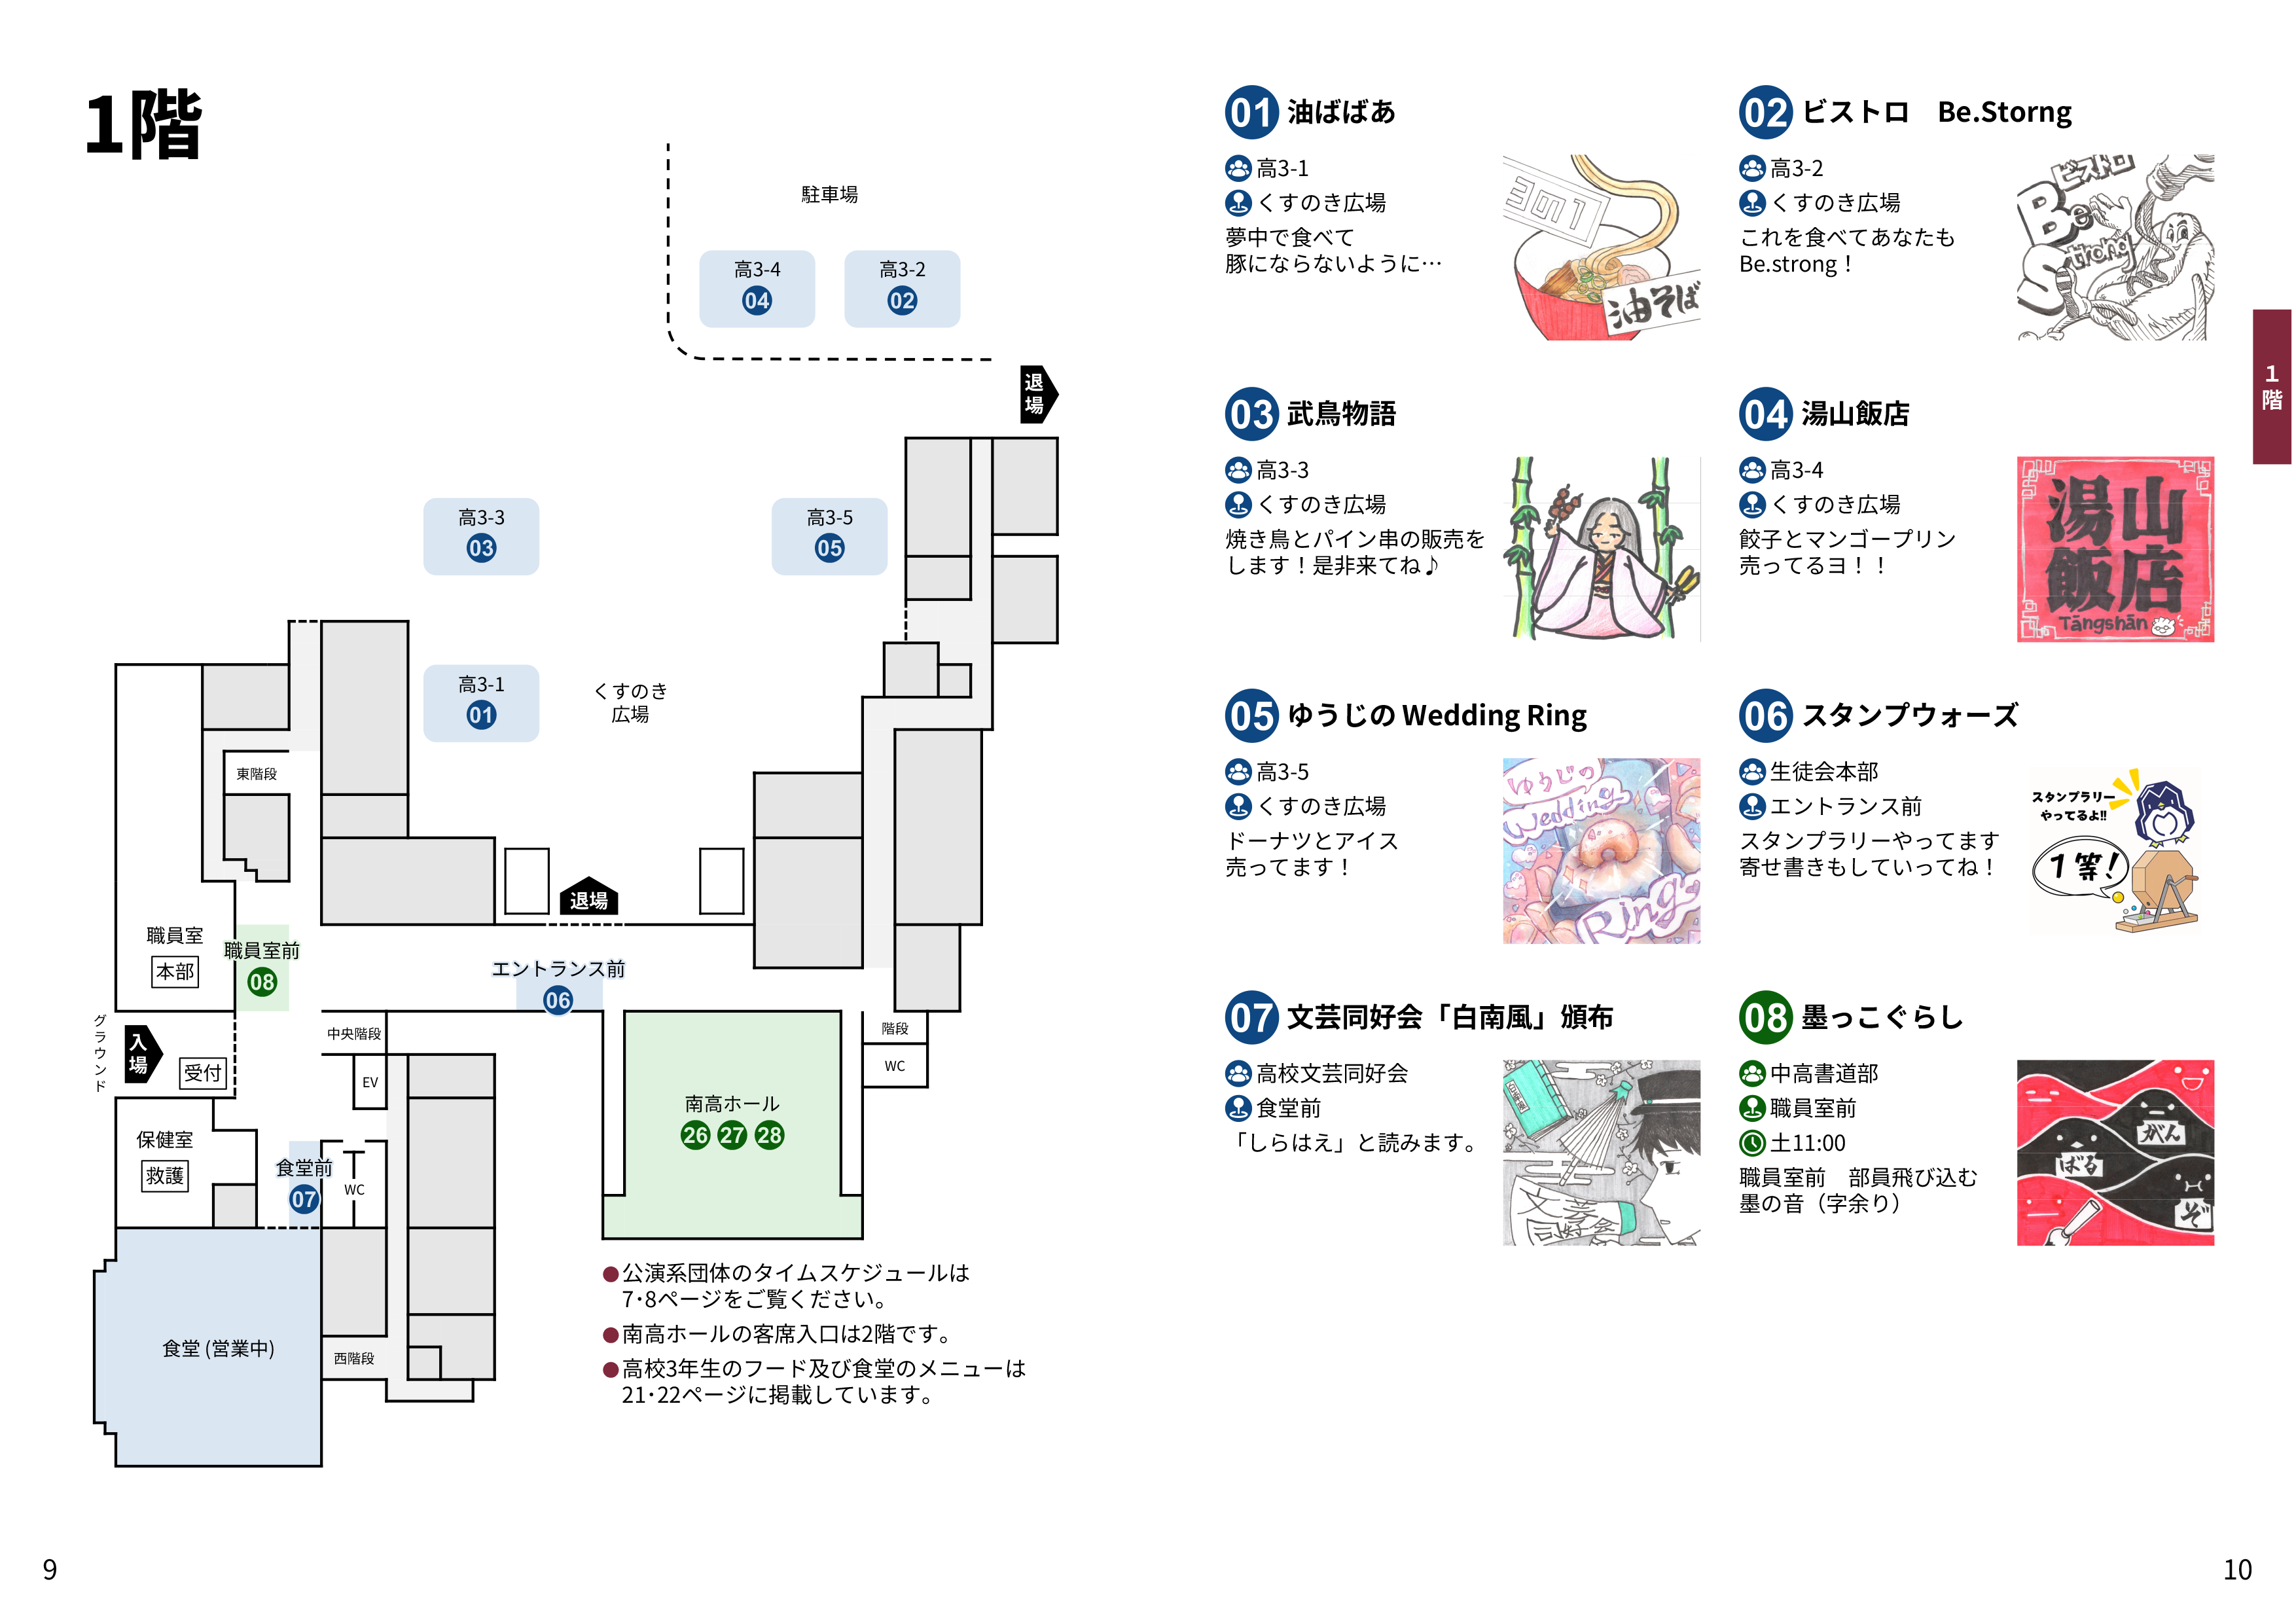 1階
駐車場
高3-4
04
高3-2
02
退場
高3-3
03
高3-5
05
高3-1
01
くすのき
広場
東階段
退場
職員室
本部
職員室前
08
エントランス前
06
グラウンド
入場
受付
中央階段
EV
階段
WC
保健室
救護
食堂前
07
WC
南高ホール
26 27 28
食堂 (営業中)
西階段
●公演系団体のタイムスケジュールは
7･8ページをご覧ください。
●南高ホールの客席入口は2階です。
●高校3年生のフード及び食堂のメニューは
21･22ページに掲載しています。
9
01 油ばばあ
高3-1
くすのき広場
夢中で食べて
豚にならないように…
3の1
油そば
02 ビストロ　Be.Storng
高3-2
くすのき広場
これを食べてあなたも
Be.strong！
ビストロ
Be
Strong
03 武鳥物語
高3-3
くすのき広場
焼き鳥とパイン串の販売を
します！是非来てね♪
04 湯山飯店
高3-4
くすのき広場
餃子とマンゴープリン
売ってるヨ！！
湯山
飯店
Tāngshān
05 ゆうじの Wedding Ring
高3-5
くすのき広場
ドーナツとアイス
売ってます！
ゆうじの
Wedding
Ring
06 スタンプウォーズ
生徒会本部
エントランス前
スタンプラリーやってます
寄せ書きもしていってね！
スタンプラリー
やってるよ!!
1等!
07 文芸同好会「白南風」頒布
高校文芸同好会
食堂前
「しらはえ」と読みます。
文芸
同好会
08 墨っこぐらし
中高書道部
職員室前
土11:00
職員室前　部員飛び込む
墨の音（字余り）
がん
ばる
ぞ
1階
10